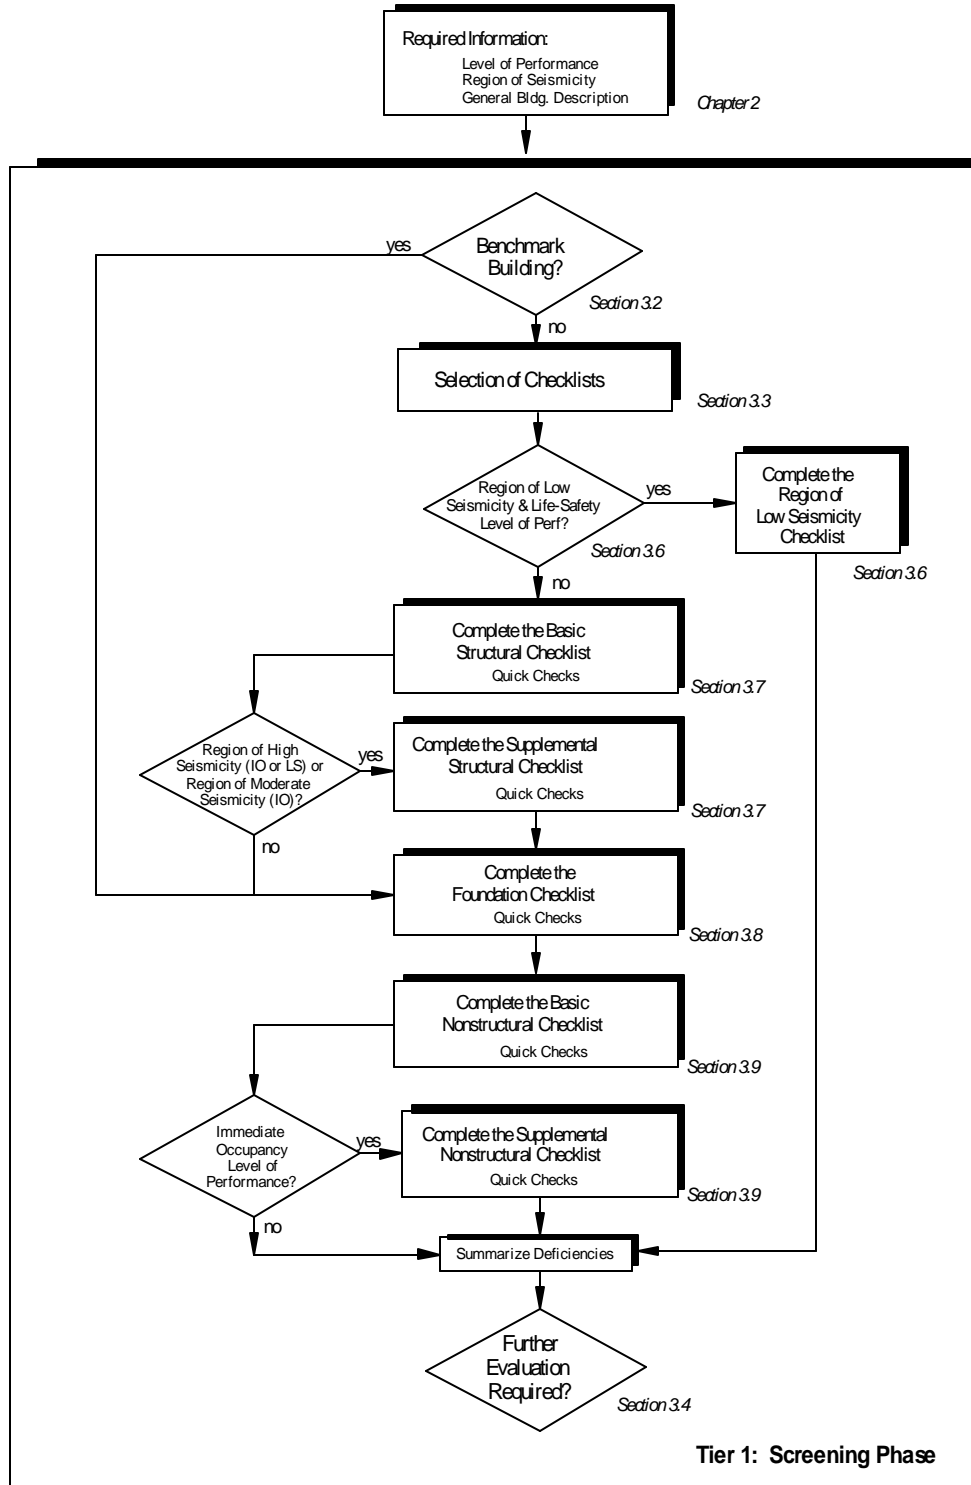 Required Information:
Level of Performance
Region of Seismicity
General Bldg. Description
Chapter 2
yes
Benchmark
Building?
Section 3.2
no
Selection of Checklists
Section 3.3
Region of Low
Seismicity & Life-Safety
Level of Perf?
yes
Section 3.6
no
Complete the
Region of
Low Seismicity
Checklist
Section 3.6
Complete the Basic
Structural Checklist
Quick Checks
Section 3.7
Region of High
Seismicity (IO or LS) or
Region of Moderate
Seismicity (IO)?
yes
no
Complete the Supplemental
Structural Checklist
Quick Checks
Section 3.7
Complete the
Foundation Checklist
Quick Checks
Section 3.8
Complete the Basic
Nonstructural Checklist
Quick Checks
Section 3.9
Immediate
Occupancy
Level of
Performance?
yes
no
Complete the Supplemental
Nonstructural Checklist
Quick Checks
Section 3.9
Summarize Deficiencies
Further
Evaluation
Required?
Section 3.4
Tier 1: Screening Phase